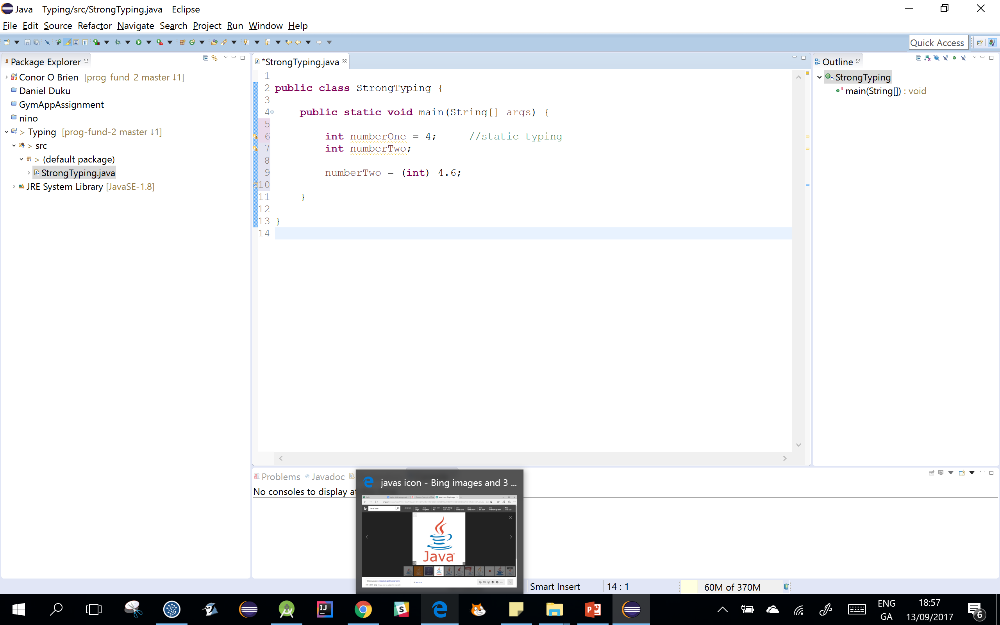 Java - Typing/src/StrongTyping.java - Eclipse
File Edit Source Refactor Navigate Search Project Run Window Help
Quick Access
Package Explorer
Conor O Brien [prog-fund-2 master ↓1]
Daniel Duku
GymAppAssignment
nino
> Typing [prog-fund-2 master ↓1]
> src
> (default package)
StrongTyping.java
JRE System Library [JavaSE-1.8]
*StrongTyping.java
1
2 public class StrongTyping {
3
4 public static void main(String[] args) {
5
6 int numberOne = 4; //static typing
7 int numberTwo;
8
9 numberTwo = (int) 4.6;
10
11 }
12
13 }
14
Outline
StrongTyping
main(String[]) : void
Problems @ Javadoc
No consoles to display at
javas icon - Bing images and 3 ...
Java
Smart Insert
14 : 1
60M of 370M
ENG
GA
18:57
13/09/2017
6